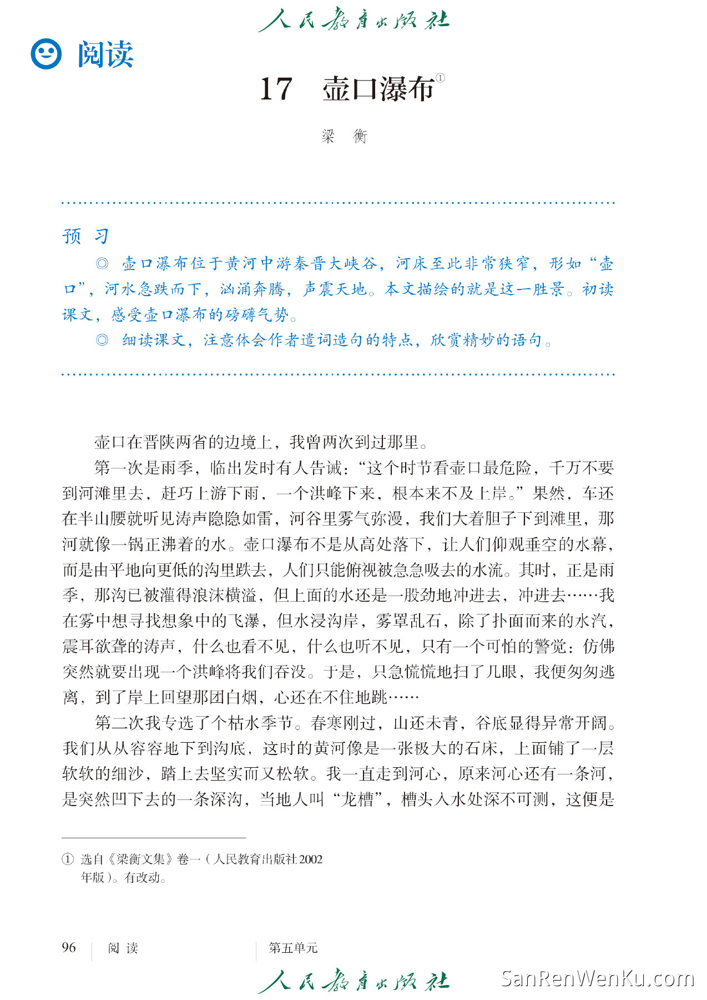 人民教育出版社
阅读
17 壶口瀑布①
梁 衡
预 习
◎ 壶口瀑布位于黄河中游秦晋大峡谷，河床至此非常狭窄，形如“壶
口”，河水急跌而下，汹涌奔腾，声震天地。本文描绘的就是这一胜景。初读
课文，感受壶口瀑布的磅礴气势。
◎ 细读课文，注意体会作者遣词造句的特点，欣赏精妙的语句。
壶口在晋陕两省的边境上，我曾两次到过那里。
第一次是雨季，临出发时有人告诫：“这个时节看壶口最危险，千万不要
到河滩里去，赶巧上游下雨，一个洪峰下来，根本来不及上岸。”果然，车还
在半山腰就听见涛声隐隐如雷，河谷里雾气弥漫，我们大着胆子下到滩里，那
河就像一锅正沸着的水。壶口瀑布不是从高处落下，让人们仰观垂空的水幕，
而是由平地向更低的沟里跌去，人们只能俯视被急急吸去的水流。其时，正是雨
季，那沟已被灌得浪沫横溢，但上面的水还是一股劲地冲进去，冲进去……我
在雾中想寻找想象中的飞瀑，但水浸沟岸，雾罩乱石，除了扑面而来的水汽，
震耳欲聋的涛声，什么也看不见，什么也听不见，只有一个可怕的警觉：仿佛
突然就要出现一个洪峰将我们吞没。于是，只急慌慌地扫了几眼，我便匆匆逃
离，到了岸上回望那团白烟，心还在不住地跳……
第二次我专选了个枯水季节。春寒刚过，山还未青，谷底显得异常开阔。
我们从从容容地下到沟底，这时的黄河像是一张极大的石床，上面铺了一层
软软的细沙，踏上去坚实而又松软。我一直走到河心，原来河心还有一条河，
是突然凹下去的一条深沟，当地人叫“龙槽”，槽头入水处深不可测，这便是
① 选自《梁衡文集》卷一（人民教育出版社2002
年版）。有改动。
96 阅 读 第五单元
人民教育出版社
SanRenWenKu.com